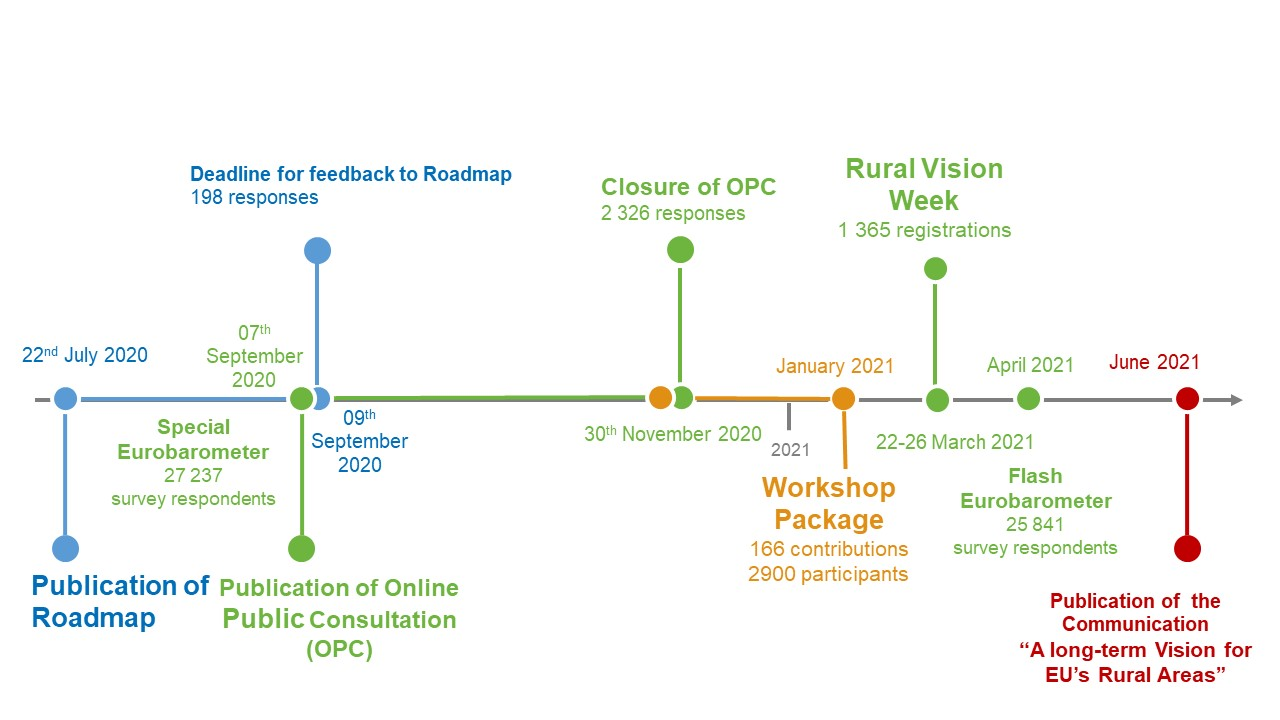 Deadline for feedback to Roadmap
198 responses
Closure of OPC
2 326 responses
Rural Vision
Week
1 365 registrations
22nd July 2020
07th
September
2020
January 2021
April 2021
June 2021
09th
September
2020
Special
Eurobarometer
27 237
survey respondents
30th November 2020
2021
22-26 March 2021
Workshop
Package
166 contributions
2900 participants
Flash
Eurobarometer
25 841
survey respondents
Publication of
Roadmap
Publication of Online
Public Consultation
(OPC)
Publication of the
Communication
“A long-term Vision for
EU’s Rural Areas”